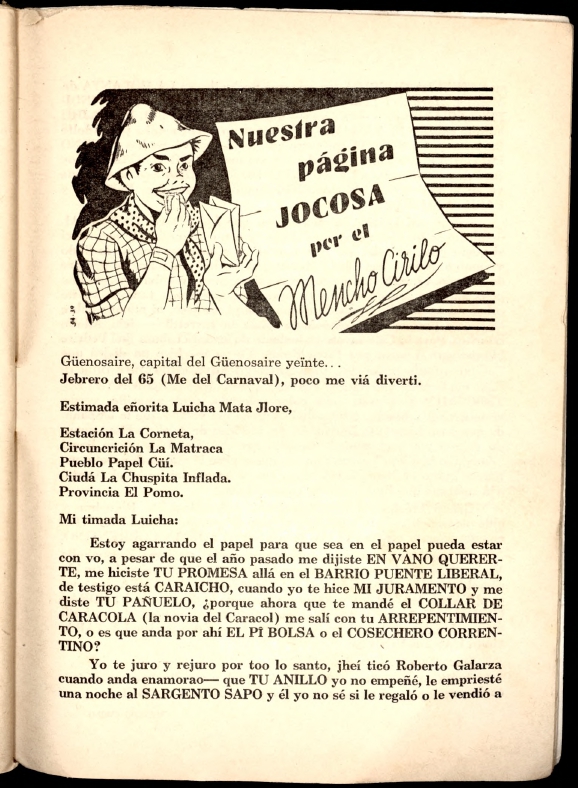 Nuestra
página
JOCOSA
por el
Mencho Cirilo
Güenosaire, capital del Güenosaire yeïnte...
Jebrero del 65 (Me del Carnaval), poco me viá diverti.
Estimada eñorita Luicha Mata Jlore,
Estación La Corneta,
Circuncrición La Matraca
Pueblo Papel Cüí.
Ciudá La Chuspita Inflada.
Provincia El Pomo.
Mi timada Luicha:
Estoy agarrando el papel para que sea en el papel pueda estar
con vo, a pesar de que el año pasado me dijiste EN VANO QUERER-
TE, me hiciste TU PROMESA allá en el BARRIO PUENTE LIBERAL,
de testigo está CARAICHO, cuando yo te hice MI JURAMENTO y me
diste TU PAÑUELO, ¿porque ahora que te mandé el COLLAR DE
CARACOLA (la novia del Caracol) me salí con tu ARREPENTIMIEN-
TO, o es que anda por ahí EL PÍ BOLSA o el COSECHERO CORREN-
TINO?
Yo te juro y rejuro por too lo santo, jheí ticó Roberto Galarza
cuando anda enamorao— que TU ANILLO yo no empeñé, le empriesté
una noche al SARGENTO SAPO y él yo no sé si le regaló o le vendió a